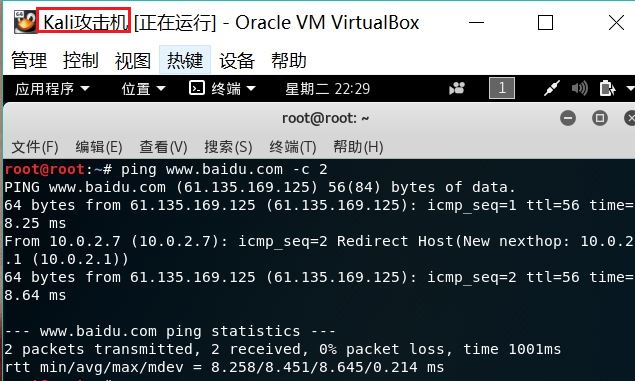 Kali攻击机 [正在运行] - Oracle VM VirtualBox
管理 控制 视图 热键 设备 帮助
应用程序 位置 终端 星期二 22:29 1
root@root: ~
文件(F) 编辑(E) 查看(V) 搜索(S) 终端(T) 帮助(H)
root@root:~# ping www.baidu.com -c 2
PING www.baidu.com (61.135.169.125) 56(84) bytes of data.
64 bytes from 61.135.169.125 (61.135.169.125): icmp_seq=1 ttl=56 time=
8.25 ms
From 10.0.2.7 (10.0.2.7): icmp_seq=2 Redirect Host(New nexthop: 10.0.2
.1 (10.0.2.1))
64 bytes from 61.135.169.125 (61.135.169.125): icmp_seq=2 ttl=56 time=
8.64 ms
--- www.baidu.com ping statistics ---
2 packets transmitted, 2 received, 0% packet loss, time 1001ms
rtt min/avg/max/mdev = 8.258/8.451/8.645/0.214 ms